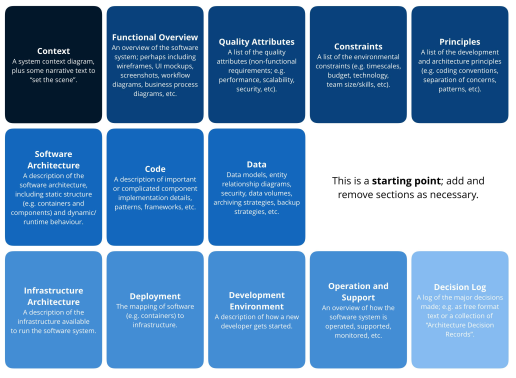 Context
A system context diagram,
plus some narrative text to
"set the scene".
Functional Overview
An overview of the software
system; perhaps including
wireframes, UI mockups,
screenshots, workflow
diagrams, business process
diagrams, etc.
Quality Attributes
A list of the quality
attributes (non-functional
requirements; e.g.
performance, scalability,
security, etc).
Constraints
A list of the environmental
constraints (e.g. timescales,
budget, technology,
team size/skills, etc).
Principles
A list of the development
and architecture principles
(e.g. coding conventions,
separation of concerns,
patterns, etc).
Software
Architecture
A description of the
software architecture,
including static structure
(e.g. containers and
components) and dynamic/
runtime behaviour.
Code
A description of important
or complicated component
implementation details,
patterns, frameworks, etc.
Data
Data models, entity
relationship diagrams,
security, data volumes,
archiving strategies, backup
strategies, etc.
This is a starting point; add and
remove sections as necessary.
Infrastructure
Architecture
A description of the
infrastructure available
to run the software system.
Deployment
The mapping of software
(e.g. containers) to
infrastructure.
Development
Environment
A description of how a new
developer gets started.
Operation and
Support
An overview of how the
software system is
operated, supported,
monitored, etc.
Decision Log
A log of the major decisions
made; e.g. as free format
text or a collection of
"Architecture Decision
Records".